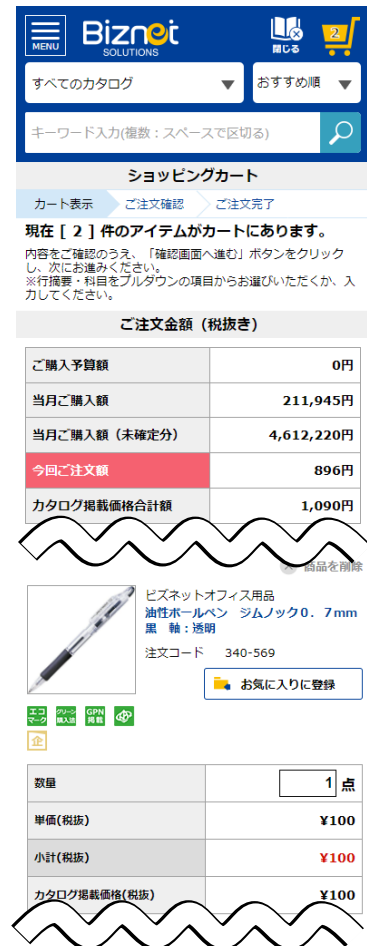 MENU
Biznet
SOLUTIONS
閉じる
2
すべてのカタログ
おすすめ順
キーワード入力(複数：スペースで区切る)
ショッピングカート
カート表示
ご注文確認
ご注文完了
現在 [ 2 ] 件のアイテムがカートにあります。
内容をご確認のうえ、「確認画面へ進む」ボタンをクリック
し、次にお進みください。
※行摘要・科目をプルダウンの項目からお選びいただくか、入
力してください。
ご注文金額（税抜き）
ご購入予算額 0円
当月ご購入額 211,945円
当月ご購入額（未確定分） 4,612,220円
今回ご注文額 896円
カタログ掲載価格合計額 1,090円
商品を削除
ビズネットオフィス用品
油性ボールペン ジムノック０．７mm
黒 軸：透明
注文コード 340-569
お気に入りに登録
エコ
マーク
グリーン
購入法
GPN
掲載
企
数量 1 点
単価(税抜) ¥100
小計(税抜) ¥100
カタログ掲載価格(税抜) ¥100